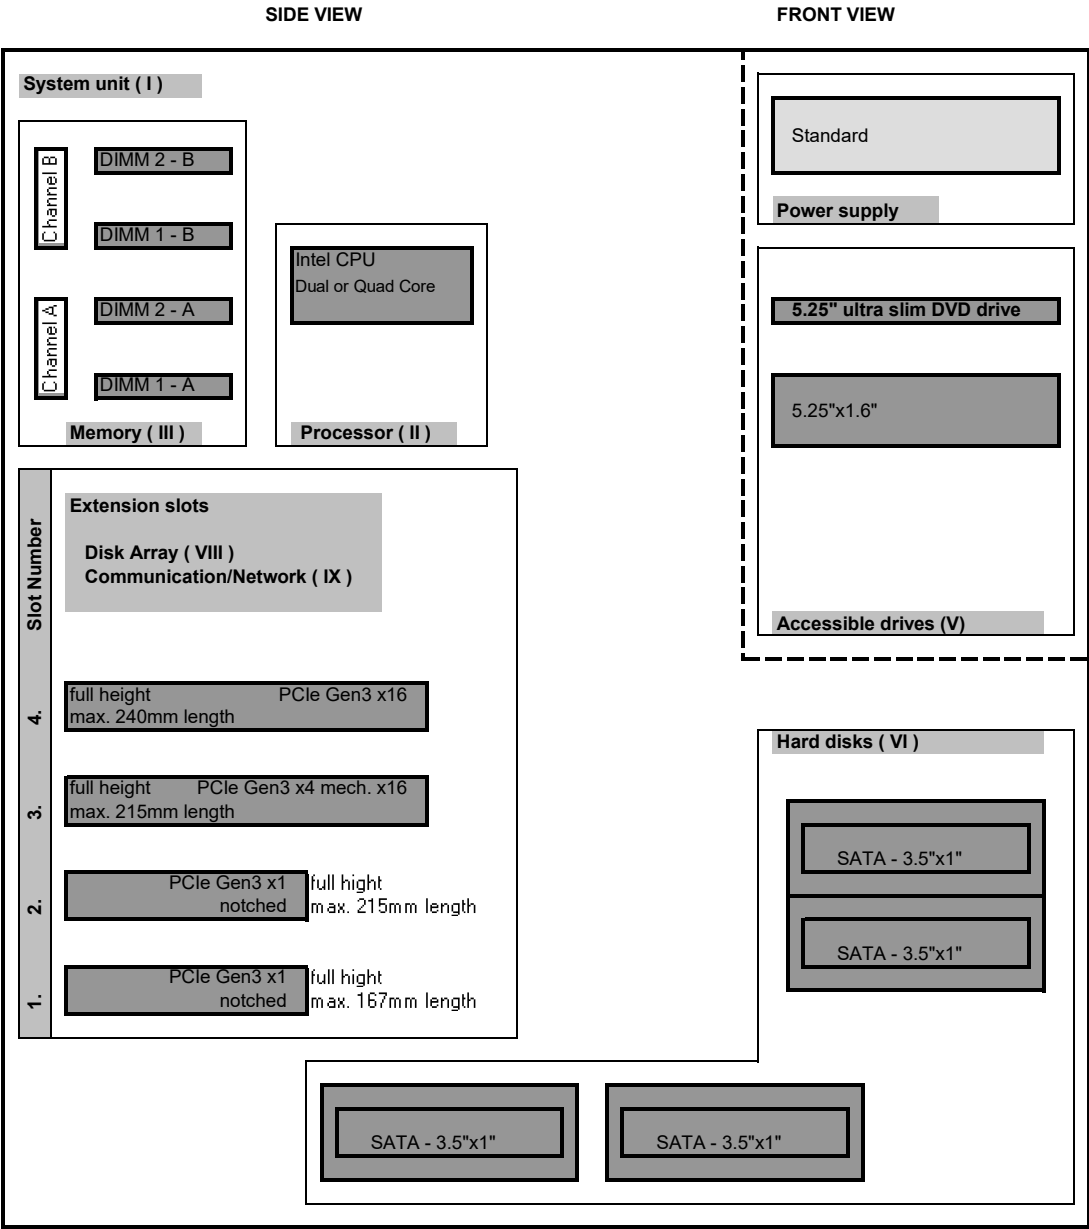 SIDE VIEW
FRONT VIEW
System unit ( I )
Channel B
DIMM 2 - B
DIMM 1 - B
Channel A
DIMM 2 - A
DIMM 1 - A
Memory ( III )
Intel CPU
Dual or Quad Core
Processor ( II )
Standard
Power supply
5.25" ultra slim DVD drive
5.25"x1.6"
Accessible drives (V)
Slot Number
Extension slots
Disk Array ( VIII )
Communication/Network ( IX )
4.
full height PCIe Gen3 x16
max. 240mm length
3.
full height PCIe Gen3 x4 mech. x16
max. 215mm length
2.
PCIe Gen3 x1 full hight
notched max. 215mm length
1.
PCIe Gen3 x1 full hight
notched max. 167mm length
Hard disks ( VI )
SATA - 3.5"x1"
SATA - 3.5"x1"
SATA - 3.5"x1"
SATA - 3.5"x1"